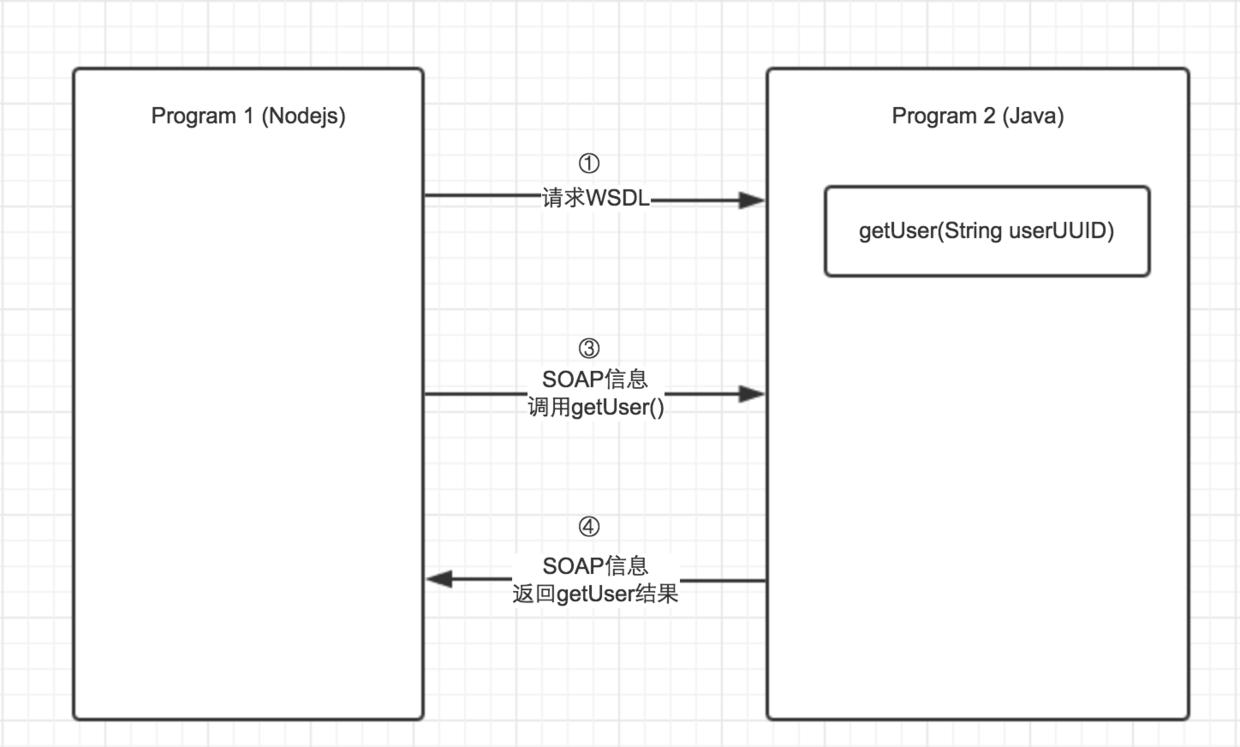 Program 1 (Nodejs)
Program 2 (Java)
①
请求WSDL
getUser(String userUUID)
③
SOAP信息
调用getUser()
④
SOAP信息
返回getUser结果